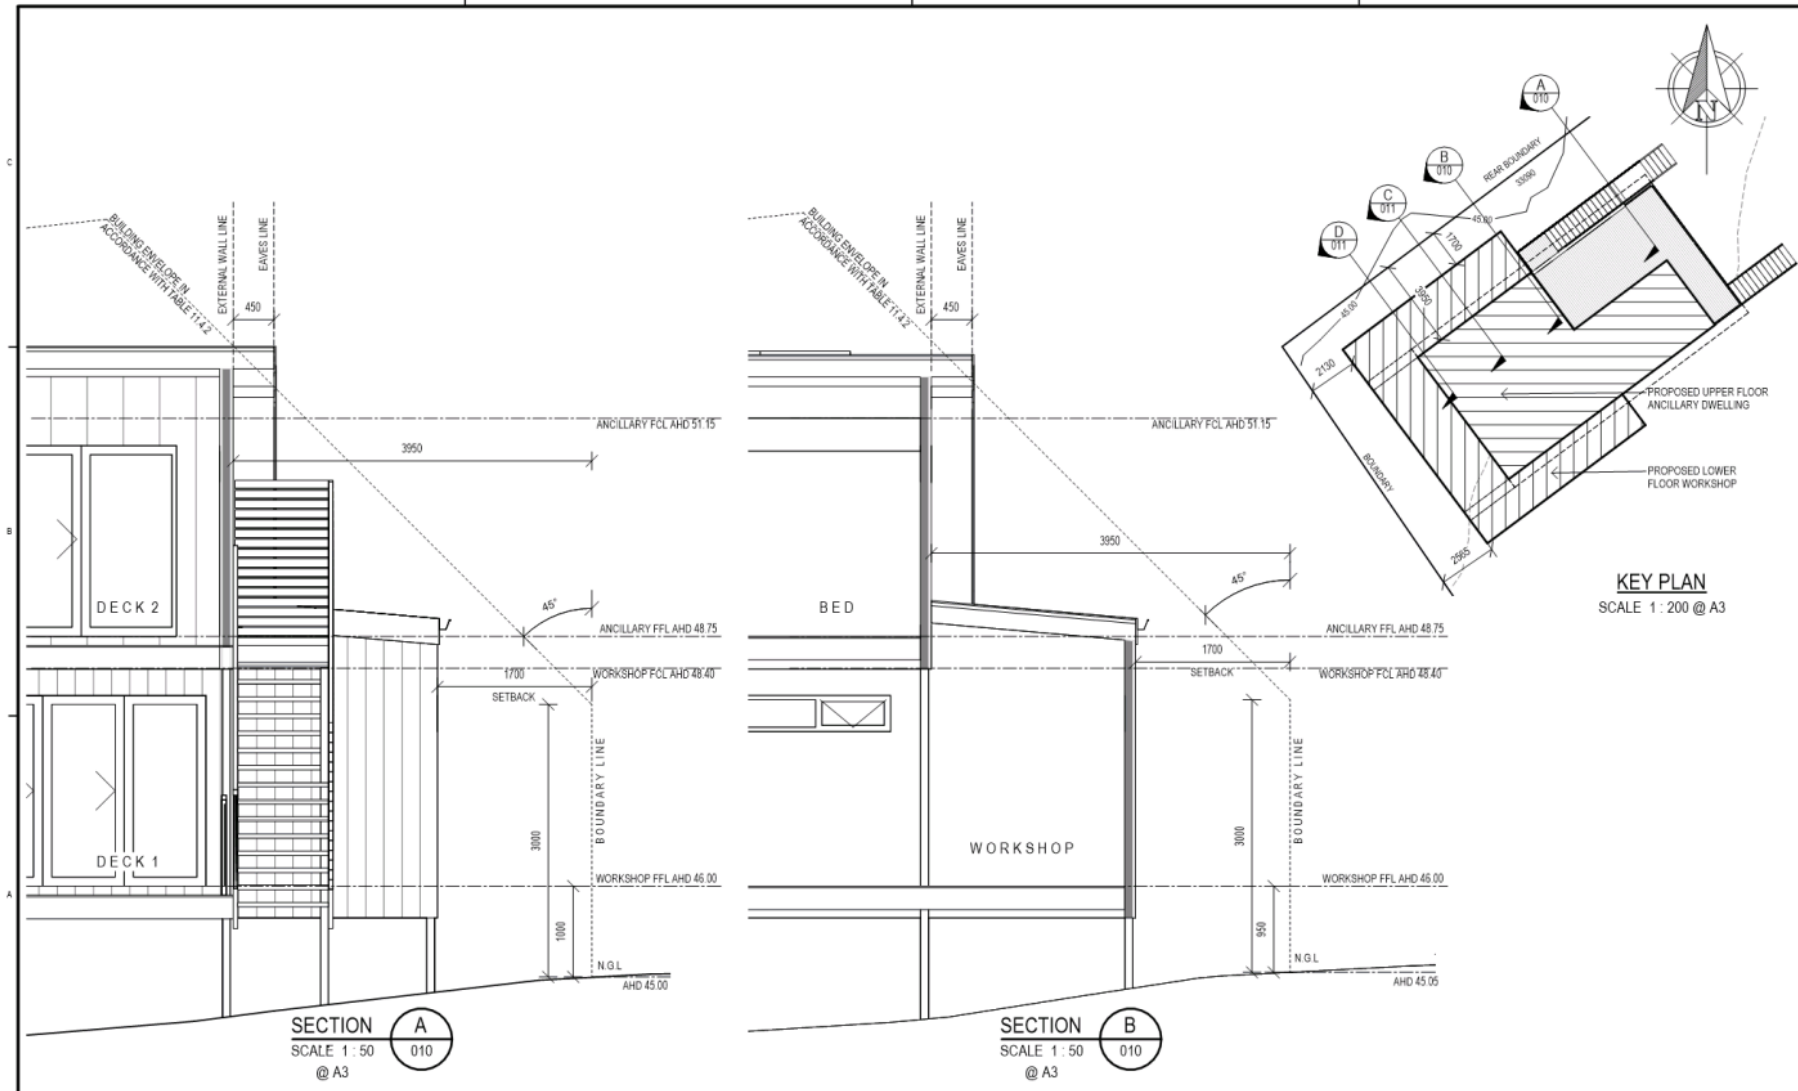 C
B
A
BUILDING ENVELOPE IN
ACCORDANCE WITH TABLE 11.4.2
EXTERNAL WALL LINE
EAVES LINE
450
ANCILLARY FCL AHD 51.15
3950
DECK 2
45°
ANCILLARY FFL AHD 48.75
WORKSHOP FCL AHD 48.40
1700
SETBACK
BOUNDARY LINE
3000
DECK 1
WORKSHOP FFL AHD 46.00
1000
N.G.L
AHD 45.00
SECTION
SCALE 1 : 50
@ A3
A
010
BUILDING ENVELOPE IN
ACCORDANCE WITH TABLE 11.4.2
EXTERNAL WALL LINE
EAVES LINE
450
ANCILLARY FCL AHD 51.15
3950
45°
BED
ANCILLARY FFL AHD 48.75
1700
SETBACK
WORKSHOP FCL AHD 48.40
BOUNDARY LINE
3000
WORKSHOP
WORKSHOP FFL AHD 46.00
950
N.G.L
AHD 45.05
SECTION
SCALE 1 : 50
@ A3
B
010
N
A
010
B
010
C
011
D
011
REAR BOUNDARY
33090
45.00
1700
3950
45.00
2130
PROPOSED UPPER FLOOR
ANCILLARY DWELLING
BOUNDARY
PROPOSED LOWER
FLOOR WORKSHOP
2565
KEY PLAN
SCALE 1 : 200 @ A3